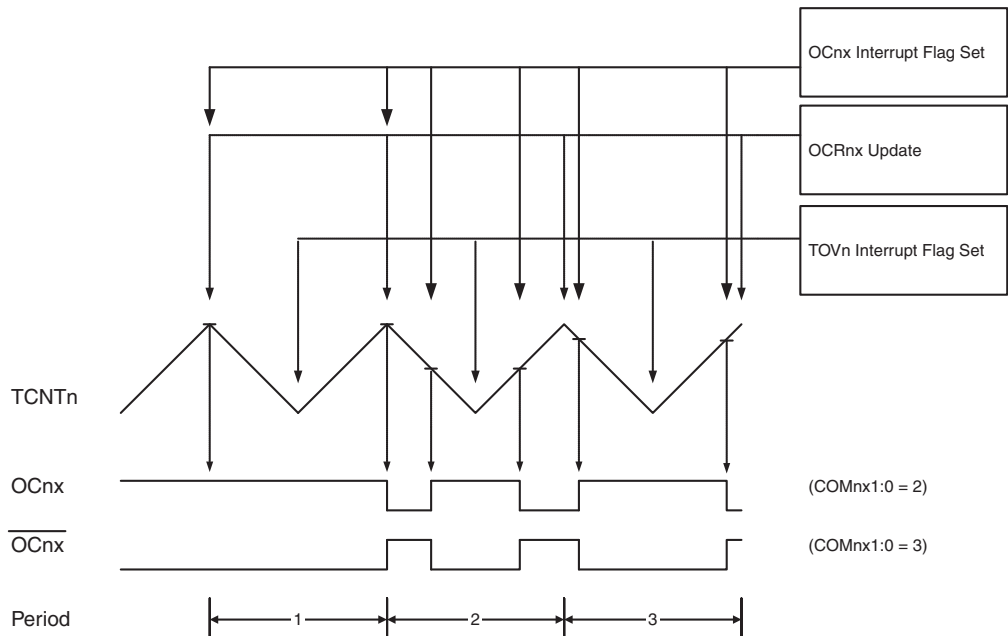 OCnx Interrupt Flag Set
OCRnx Update
TOVn Interrupt Flag Set
TCNTn
OCnx
(COMnx1:0 = 2)
OCnx
(COMnx1:0 = 3)
Period
1
2
3